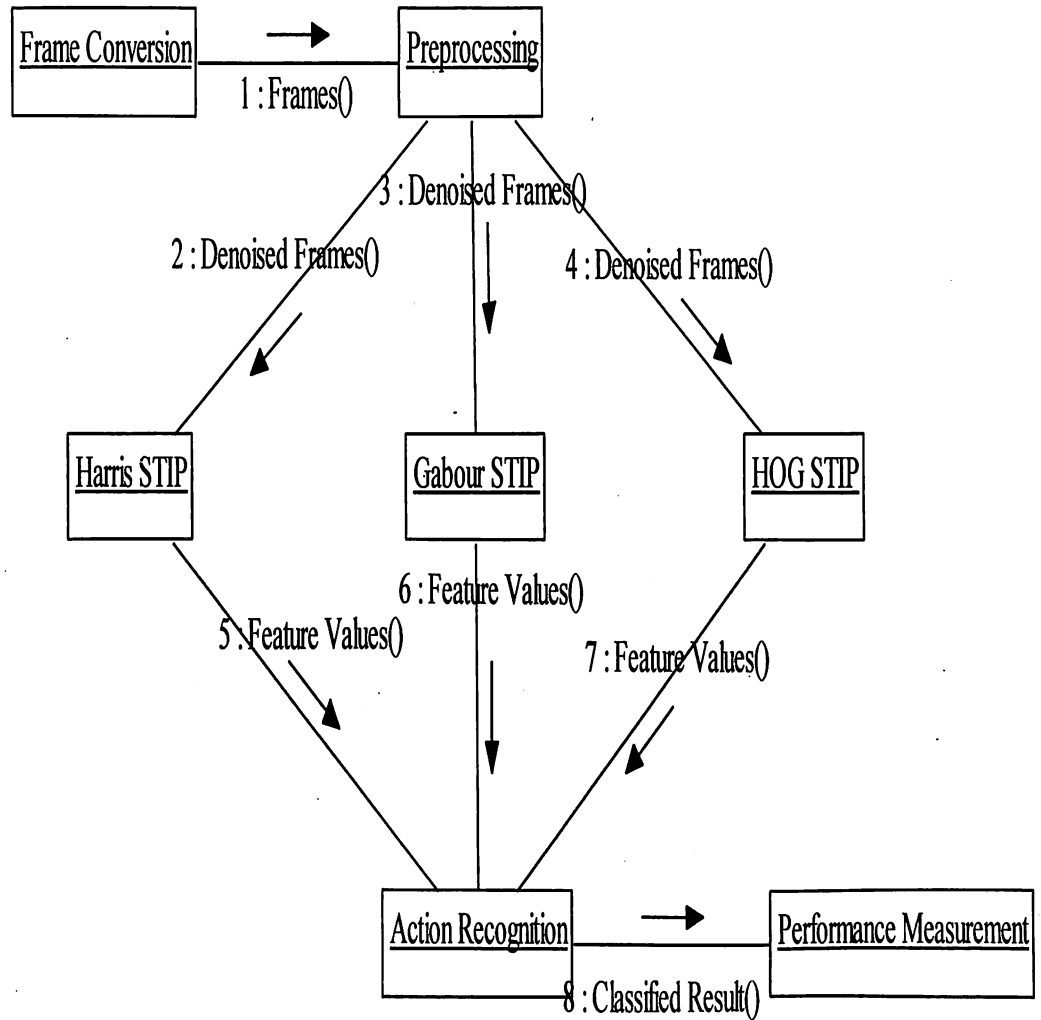 Frame Conversion
Preprocessing
1 : Frames()
3 : Denoised Frames()
2 : Denoised Frames()
4 : Denoised Frames()
Harris STIP
Gabour STIP
HOG STIP
6 : Feature Values()
5 : Feature Values()
7 : Feature Values()
Action Recognition
Performance Measurement
8 : Classified Result()